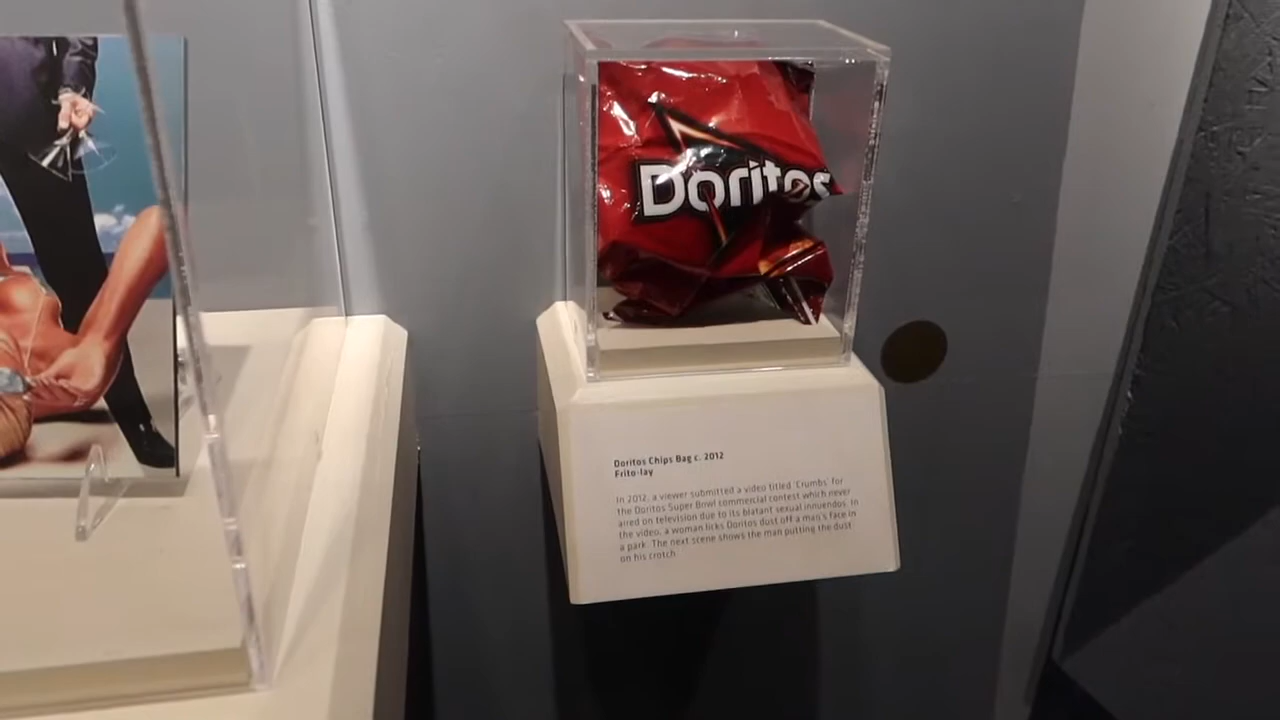 Doritos
Doritos Chips Bag c. 2012
Frito-lay
In 2012, a viewer submitted a video titled 'Crumbs' for
the Doritos Super Bowl commercial contest which never
aired on television due to its blatant sexual innuendos. In
the video, a woman licks Doritos dust off a man's face in
a park. The next scene shows the man putting the dust
on his crotch.